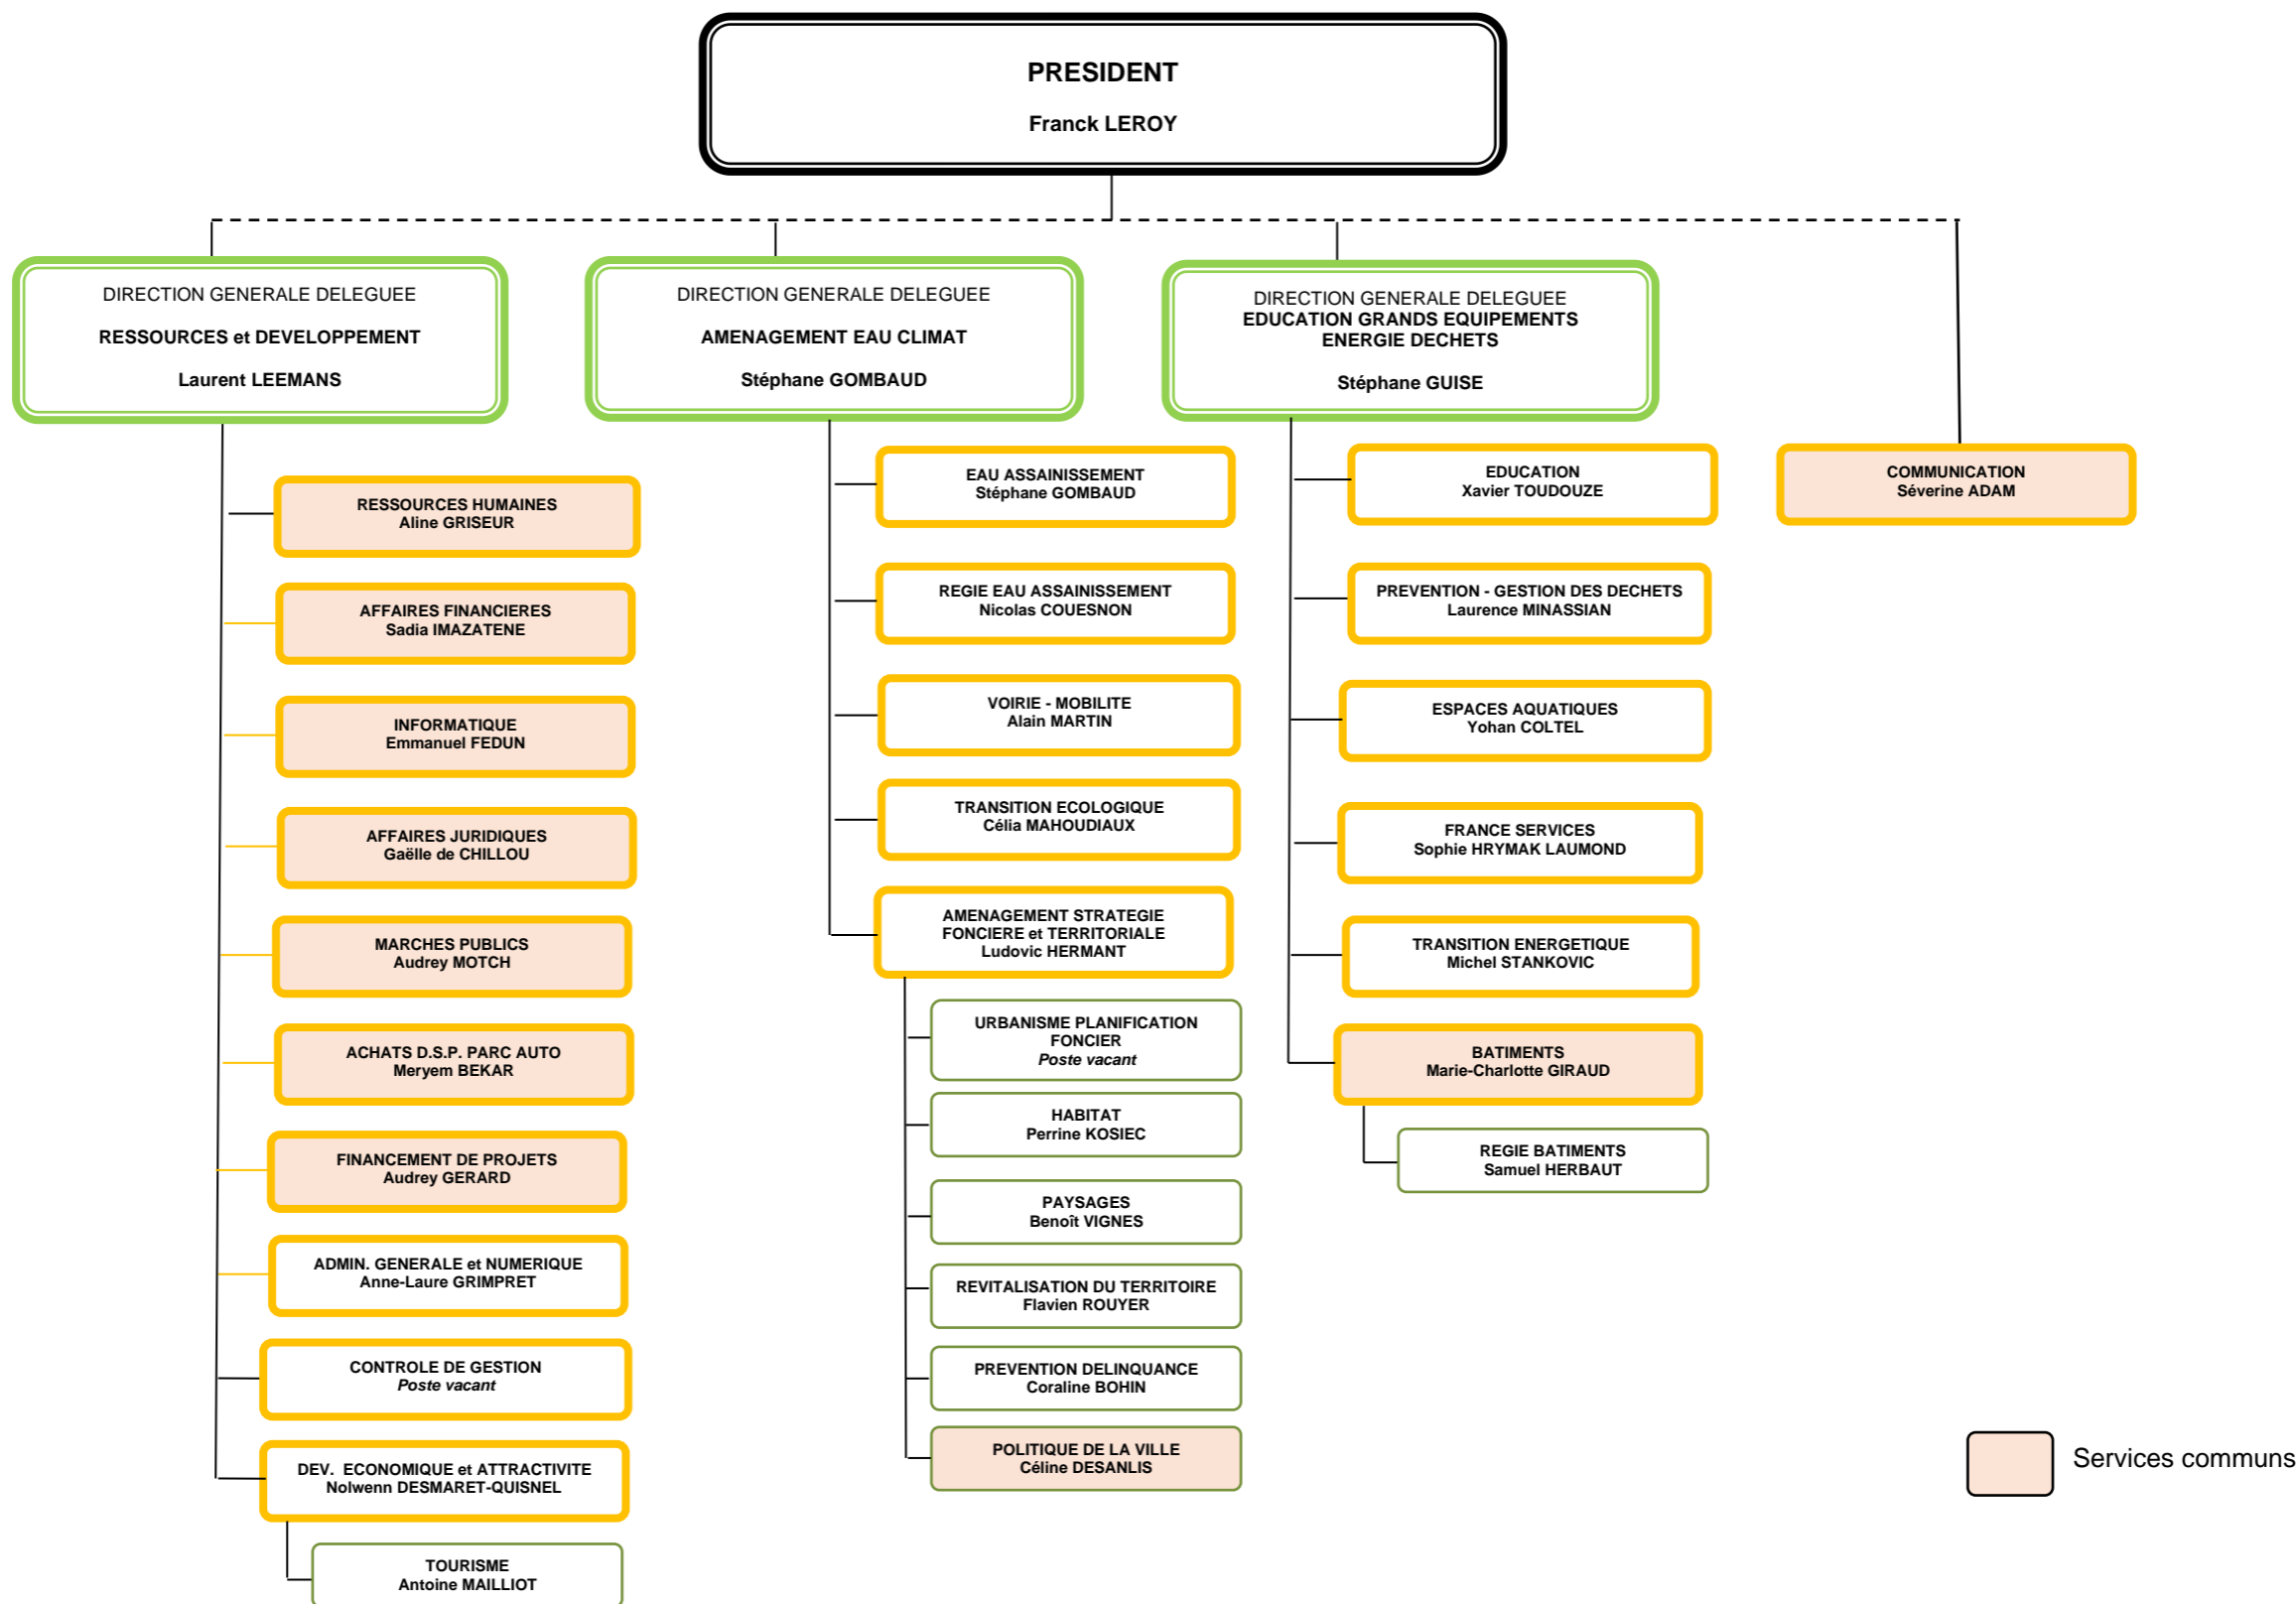 PRESIDENT
Franck LEROY
DIRECTION GENERALE DELEGUEE
RESSOURCES et DEVELOPPEMENT
Laurent LEEMANS
DIRECTION GENERALE DELEGUEE
AMENAGEMENT EAU CLIMAT
Stéphane GOMBAUD
DIRECTION GENERALE DELEGUEE
EDUCATION GRANDS EQUIPEMENTS
ENERGIE DECHETS
Stéphane GUISE
RESSOURCES HUMAINES
Aline GRISEUR
AFFAIRES FINANCIERES
Sadia IMAZATENE
INFORMATIQUE
Emmanuel FEDUN
AFFAIRES JURIDIQUES
Gaëlle de CHILLOU
MARCHES PUBLICS
Audrey MOTCH
ACHATS D.S.P. PARC AUTO
Meryem BEKAR
FINANCEMENT DE PROJETS
Audrey GERARD
ADMIN. GENERALE et NUMERIQUE
Anne-Laure GRIMPRET
CONTROLE DE GESTION
Poste vacant
DEV. ECONOMIQUE et ATTRACTIVITE
Nolwenn DESMARET-QUISNEL
TOURISME
Antoine MAILLIOT
EAU ASSAINISSEMENT
Stéphane GOMBAUD
REGIE EAU ASSAINISSEMENT
Nicolas COUESNON
VOIRIE - MOBILITE
Alain MARTIN
TRANSITION ECOLOGIQUE
Célia MAHOUDIAUX
AMENAGEMENT STRATEGIE
FONCIERE et TERRITORIALE
Ludovic HERMANT
URBANISME PLANIFICATION
FONCIER
Poste vacant
HABITAT
Perrine KOSIEC
PAYSAGES
Benoît VIGNES
REVITALISATION DU TERRITOIRE
Flavien ROUYER
PREVENTION DELINQUANCE
Coraline BOHIN
POLITIQUE DE LA VILLE
Céline DESANLIS
EDUCATION
Xavier TOUDOUZE
PREVENTION - GESTION DES DECHETS
Laurence MINASSIAN
ESPACES AQUATIQUES
Yohan COLTEL
FRANCE SERVICES
Sophie HRYMAK LAUMOND
TRANSITION ENERGETIQUE
Michel STANKOVIC
BATIMENTS
Marie-Charlotte GIRAUD
REGIE BATIMENTS
Samuel HERBAUT
COMMUNICATION
Séverine ADAM
Services communs